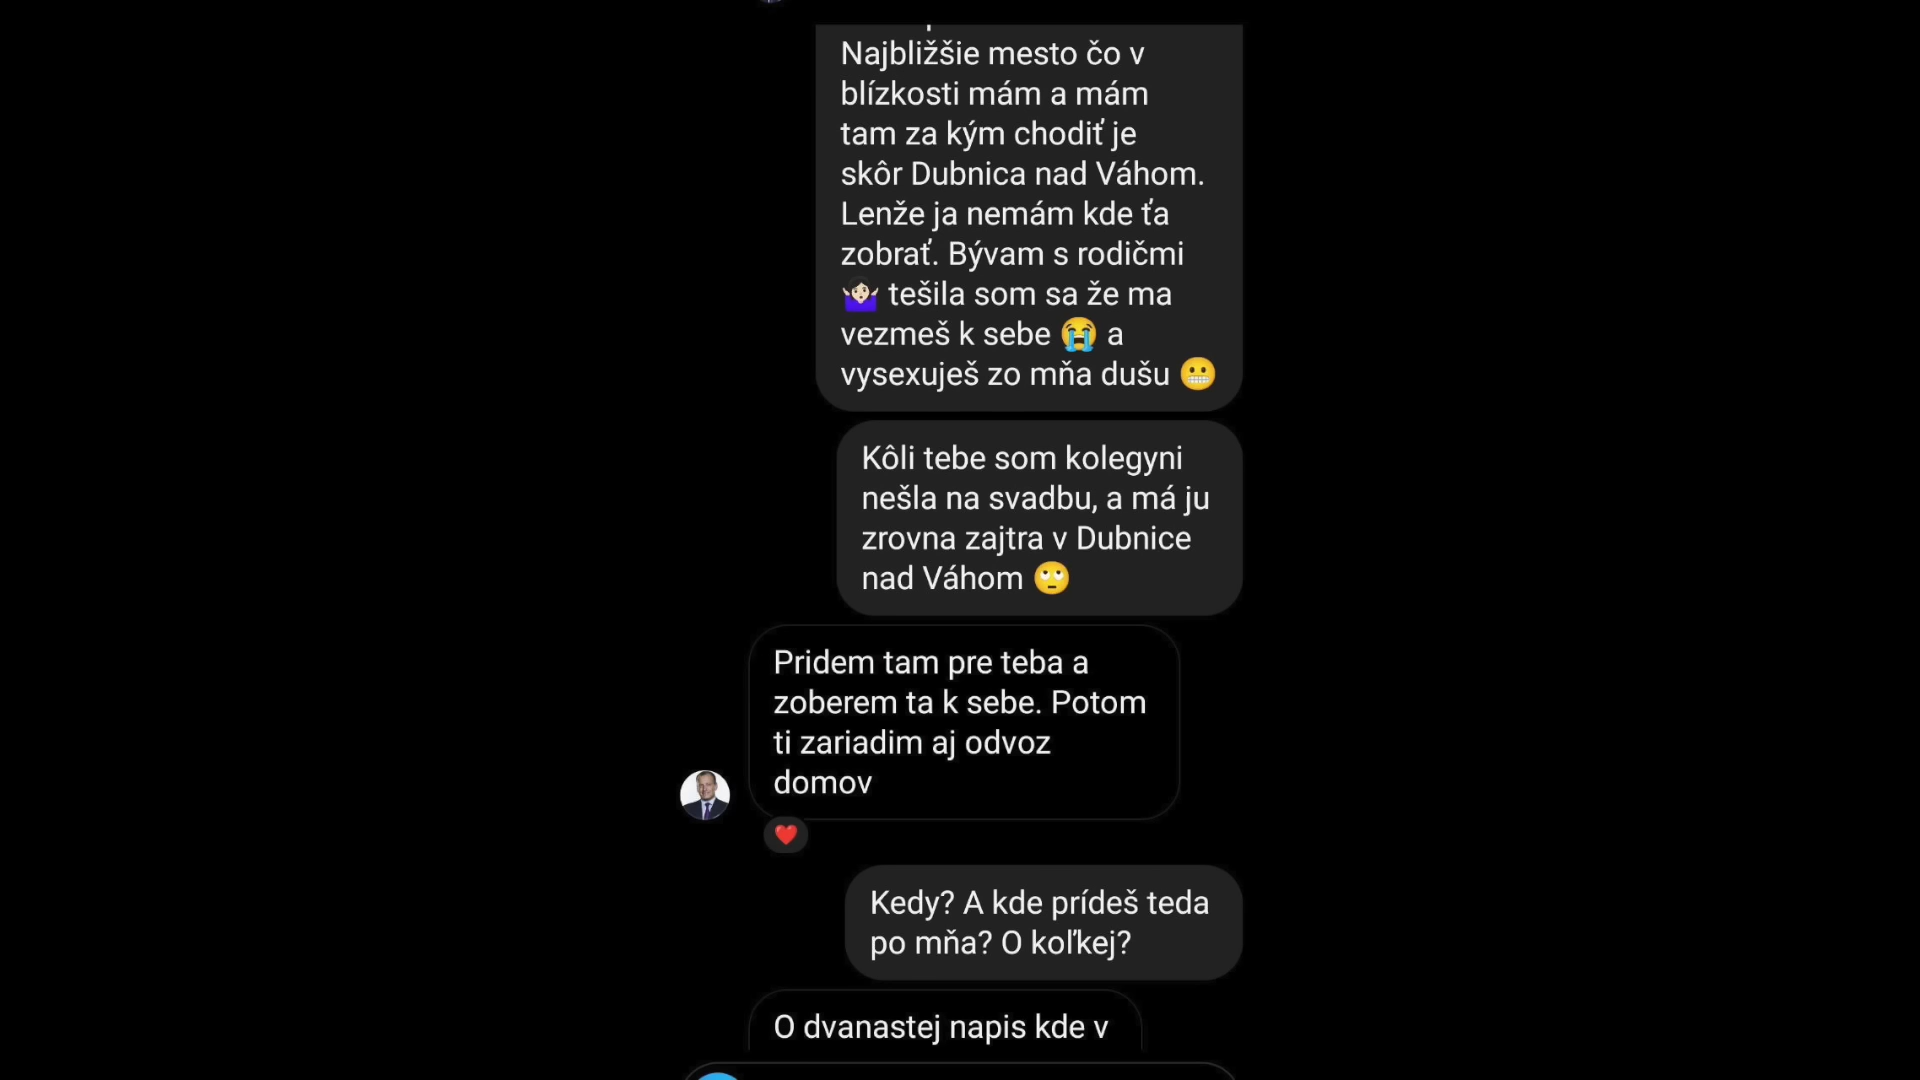 Najbližšie mesto čo v
blízkosti mám a mám
tam za kým chodiť je
skôr Dubnica nad Váhom.
Lenže ja nemám kde ťa
zobrať. Bývam s rodičmi
🤷🏻‍♀️ tešila som sa že ma
vezmeš k sebe 😭 a
vysexuješ zo mňa dušu 😬
Kôli tebe som kolegyni
nešla na svadbu, a má ju
zrovna zajtra v Dubnice
nad Váhom 🙄
Pridem tam pre teba a
zoberem ta k sebe. Potom
ti zariadim aj odvoz
domov
❤️
Kedy? A kde prídeš teda
po mňa? O koľkej?
O dvanastej napis kde v